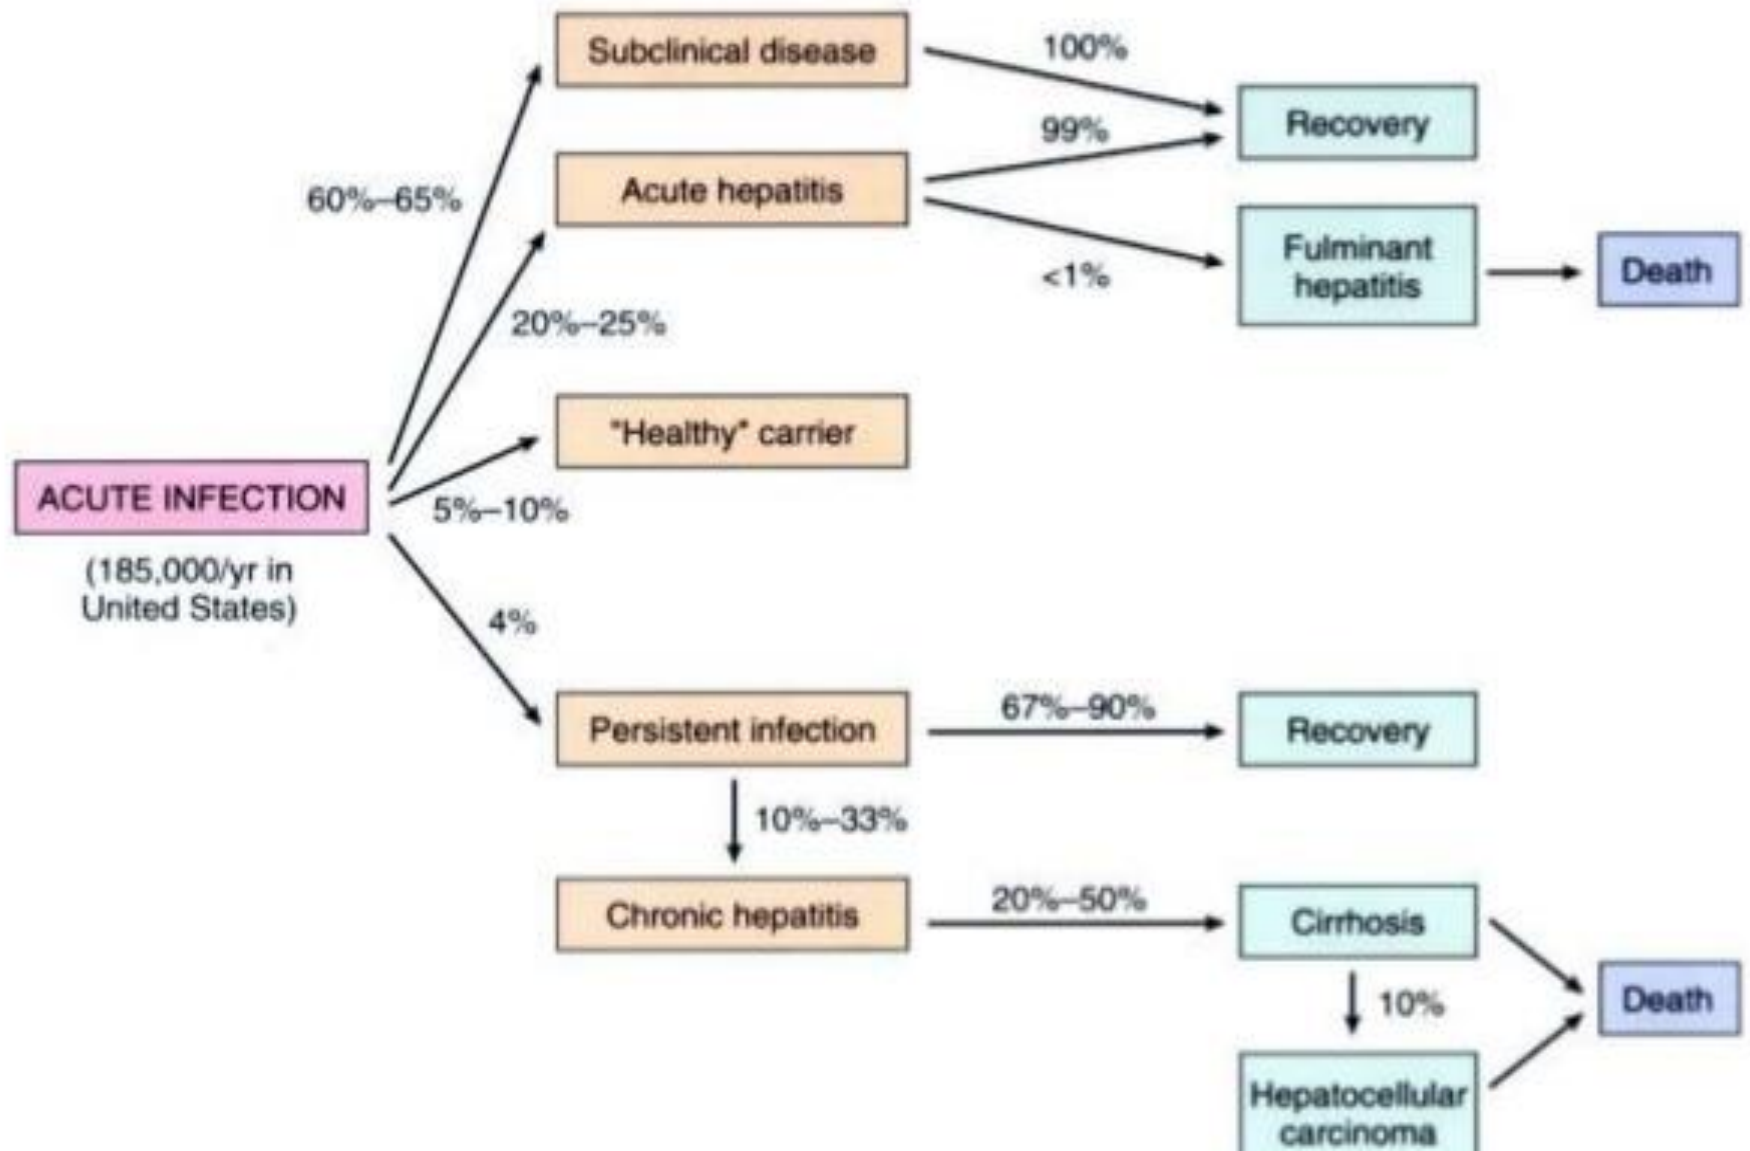 Subclinical disease
100%
Recovery
99%
Acute hepatitis
60%–65%
Fulminant
hepatitis
<1%
Death
20%–25%
"Healthy" carrier
ACUTE INFECTION
5%–10%
(185,000/yr in
United States)
4%
Persistent infection
67%–90%
Recovery
10%–33%
Chronic hepatitis
20%–50%
Cirrhosis
10%
Death
Hepatocellular
carcinoma